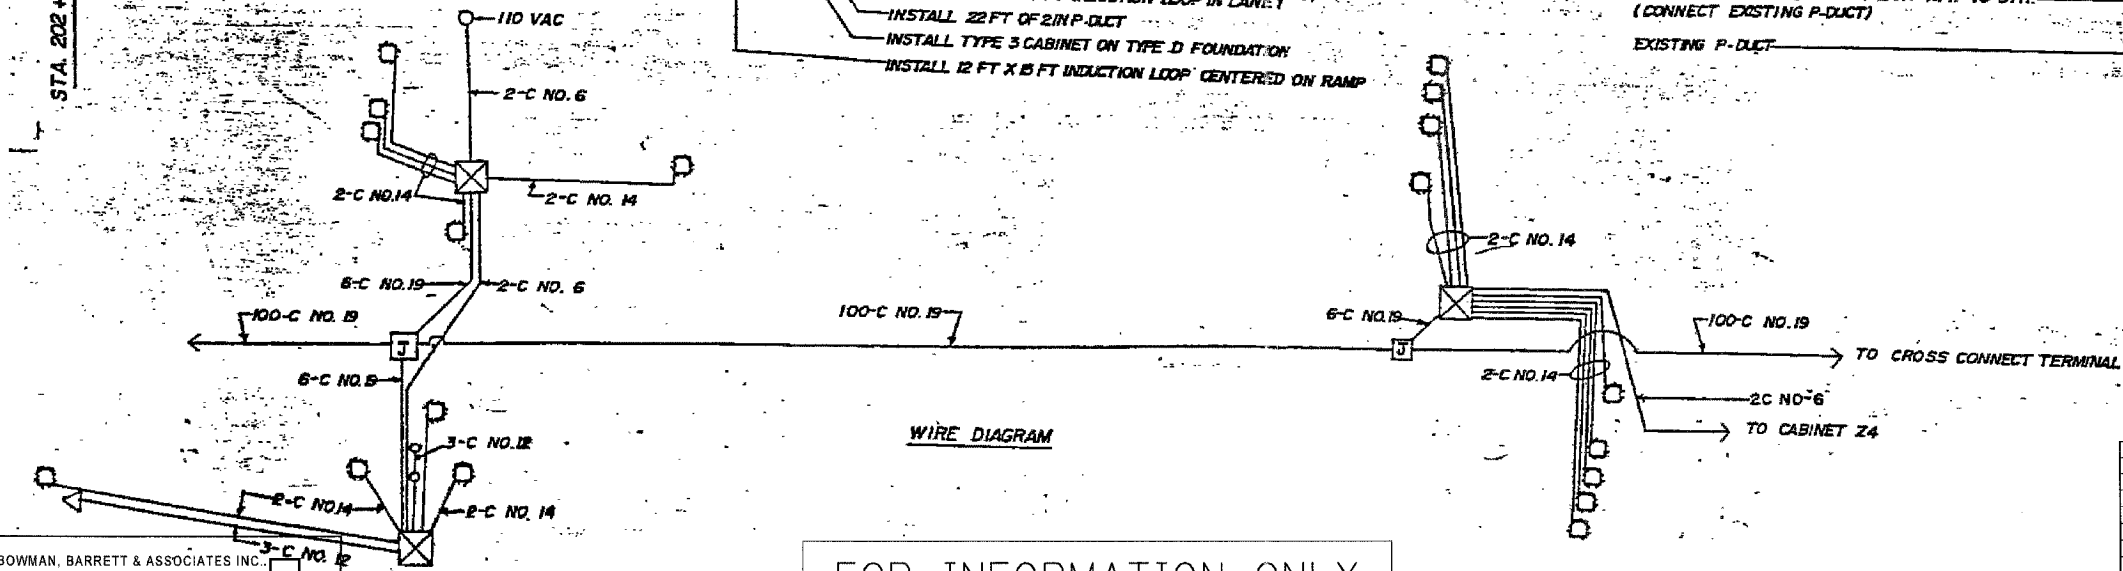 STA. 202+
110 VAC
INSTALL 22 FT OF 2 IN P-DUCT
INSTALL TYPE 3 CABINET ON TYPE D FOUNDATION
INSTALL 12 FT X 15 FT INDUCTION LOOP CENTERED ON RAMP
(CONNECT EXISTING P-DUCT)
EXISTING P-DUCT
2-C NO. 6
2-C NO. 14
2-C NO. 14
2-C NO. 14
6-C NO. 19
2-C NO. 6
100-C NO. 19
100-C NO. 19
6-C NO. 19
100-C NO. 19
J
J
TO CROSS CONNECT TERMINAL
6-C NO. 19
2-C NO. 14
2C NO-6
TO CABINET Z4
3-C NO. 12
WIRE DIAGRAM
2-C NO. 14
2-C NO. 14
3-C NO. 12
BOWMAN, BARRETT & ASSOCIATES INC.
FOR INFORMATION ONLY